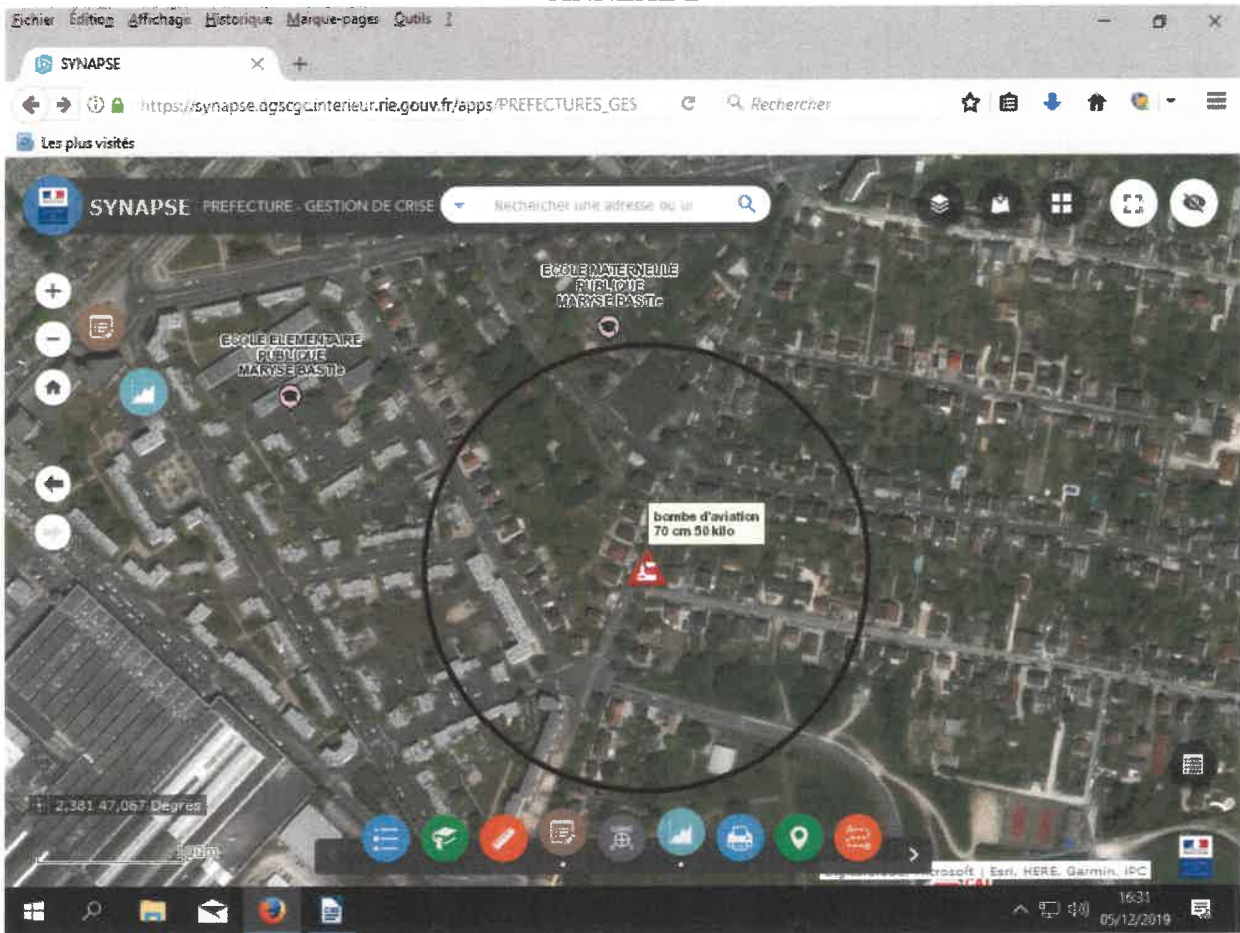 Fichier Édition Affichage Historique Marque-pages Outils ?
SYNAPSE
https://synapse.dgscgc.interieur.rie.gouv.fr/apps/PREFECTURES_GES
Rechercher
Les plus visités
SYNAPSE PREFECTURE - GESTION DE CRISE
Rechercher une adresse ou un
ECOLE MATERNELLE
PUBLIQUE
MARYSE BASTIe
ECOLE ELEMENTAIRE
PUBLIQUE
MARYSE BASTIe
bombe d'aviation
70 cm 50 kilo
2,381 47,067 Degrés
100m
Microsoft | Esri, HERE, Garmin, iPC
16:31
05/12/2019